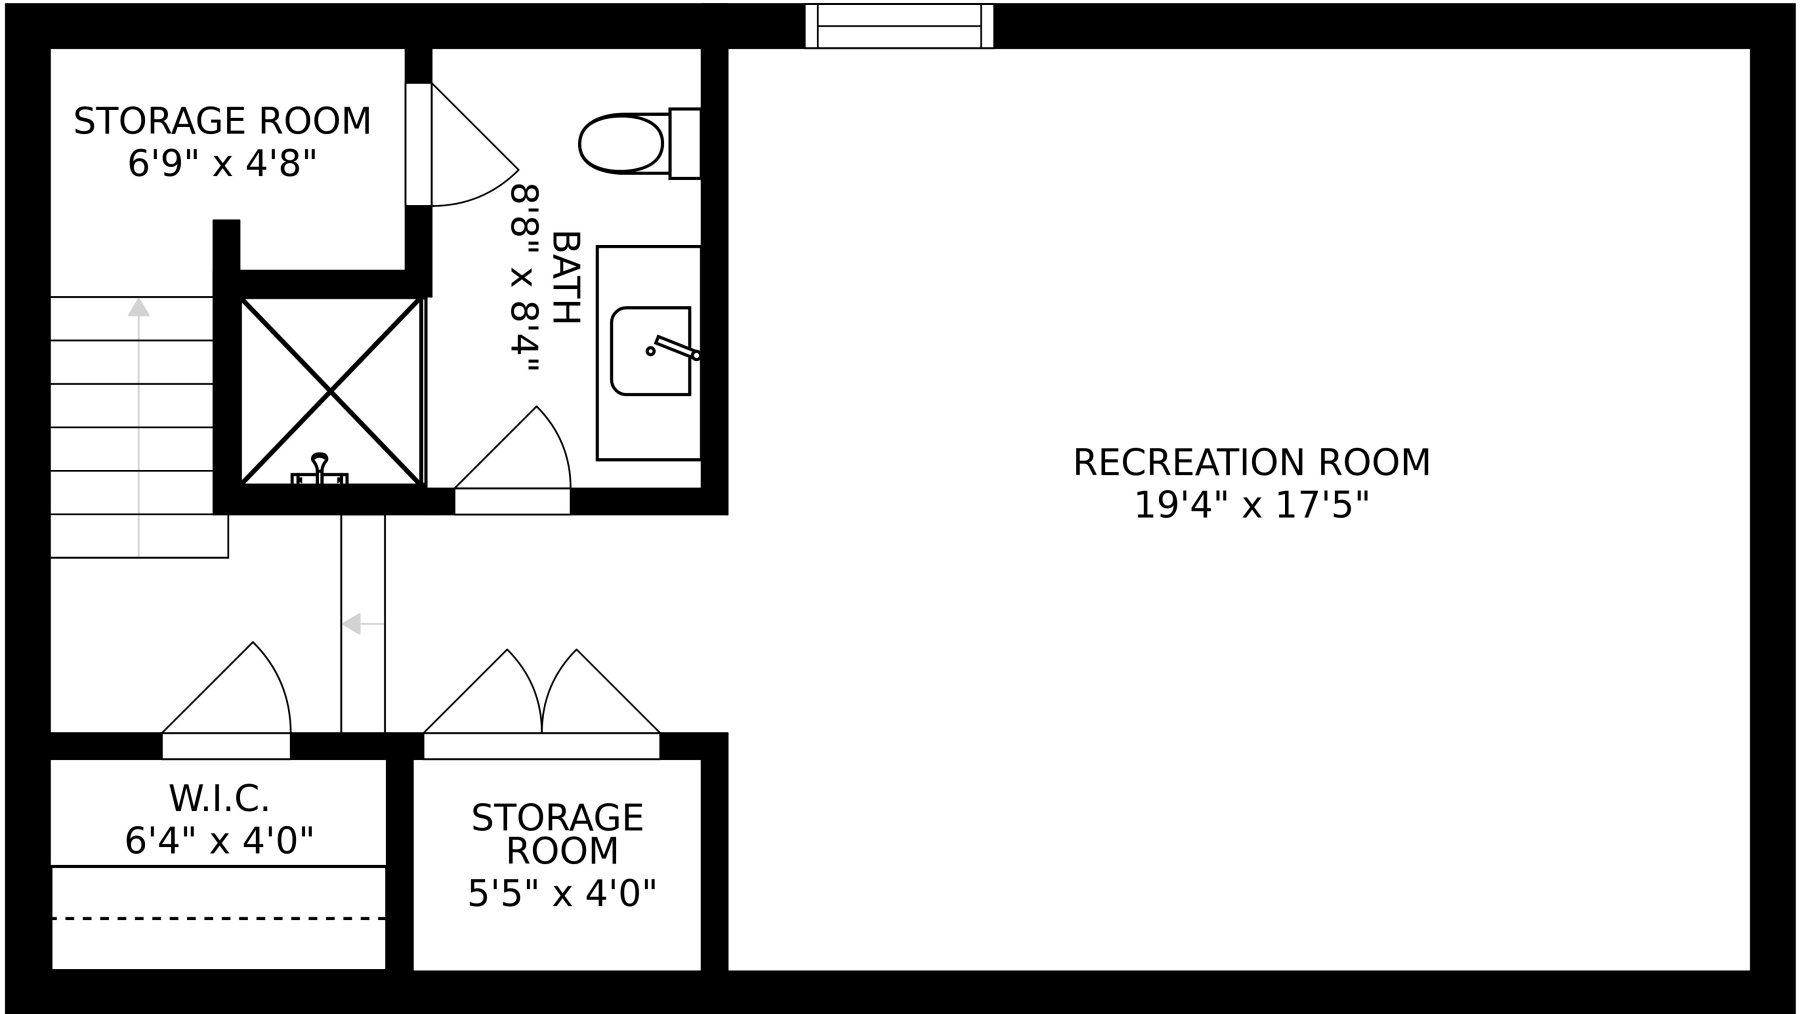 STORAGE ROOM
6'9" x 4'8"
BATH
8'8" x 8'4"
RECREATION ROOM
19'4" x 17'5"
W.I.C.
6'4" x 4'0"
STORAGE
ROOM
5'5" x 4'0"